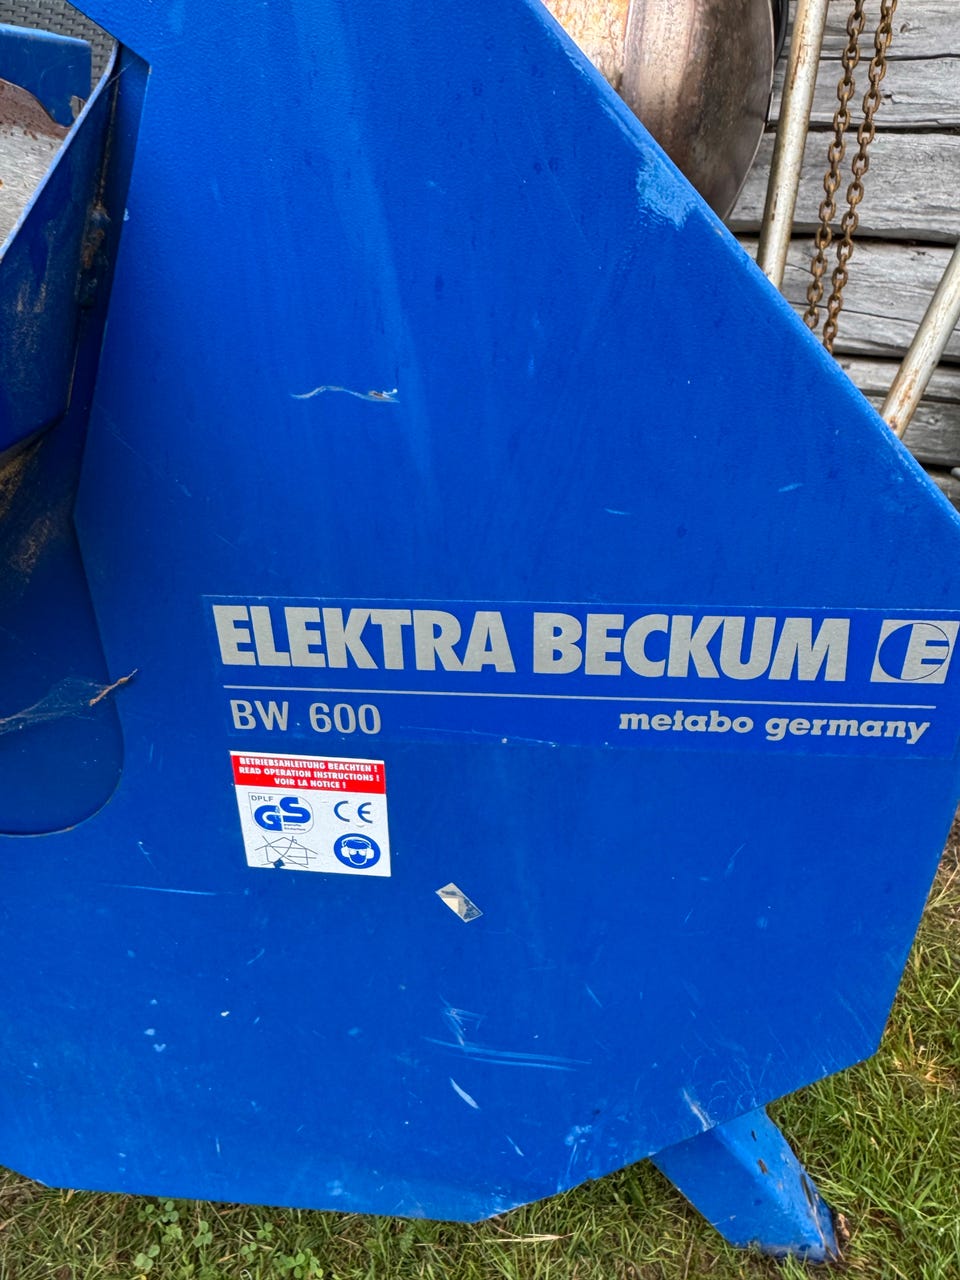 ELEKTRA BECKUM E
BW 600
metabo germany
BETRIEBSANLEITUNG BEACHTEN !
READ OPERATION INSTRUCTIONS !
VOIR LA NOTICE !
DPLF
GS
CE